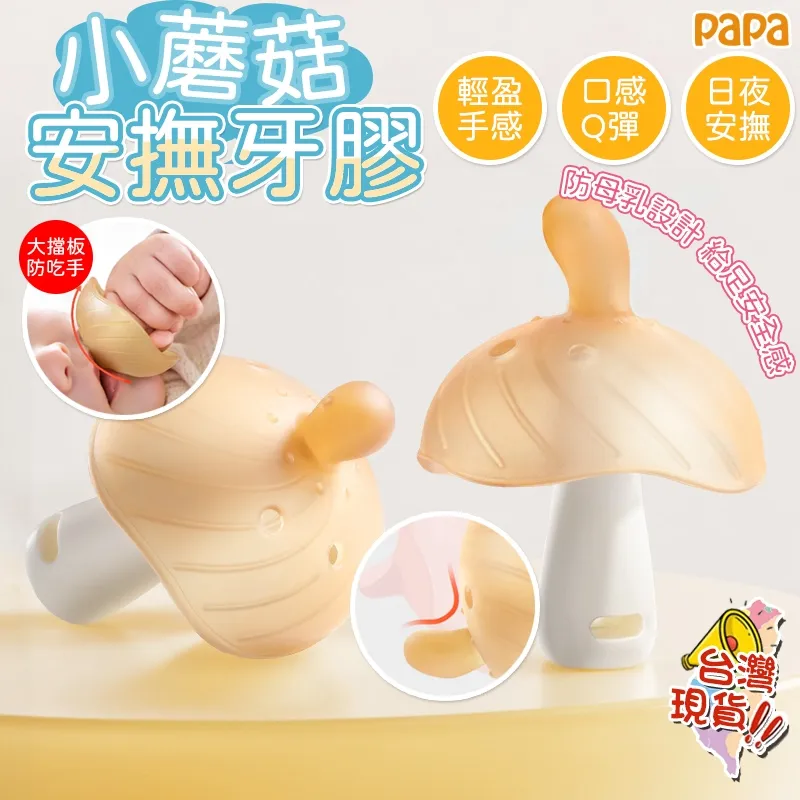 小蘑菇
安撫牙膠
PAPA
輕盈
手感
口感
Q彈
日夜
安撫
防母乳設計 給足安全感
大擋板
防吃手
台灣
現貨!!